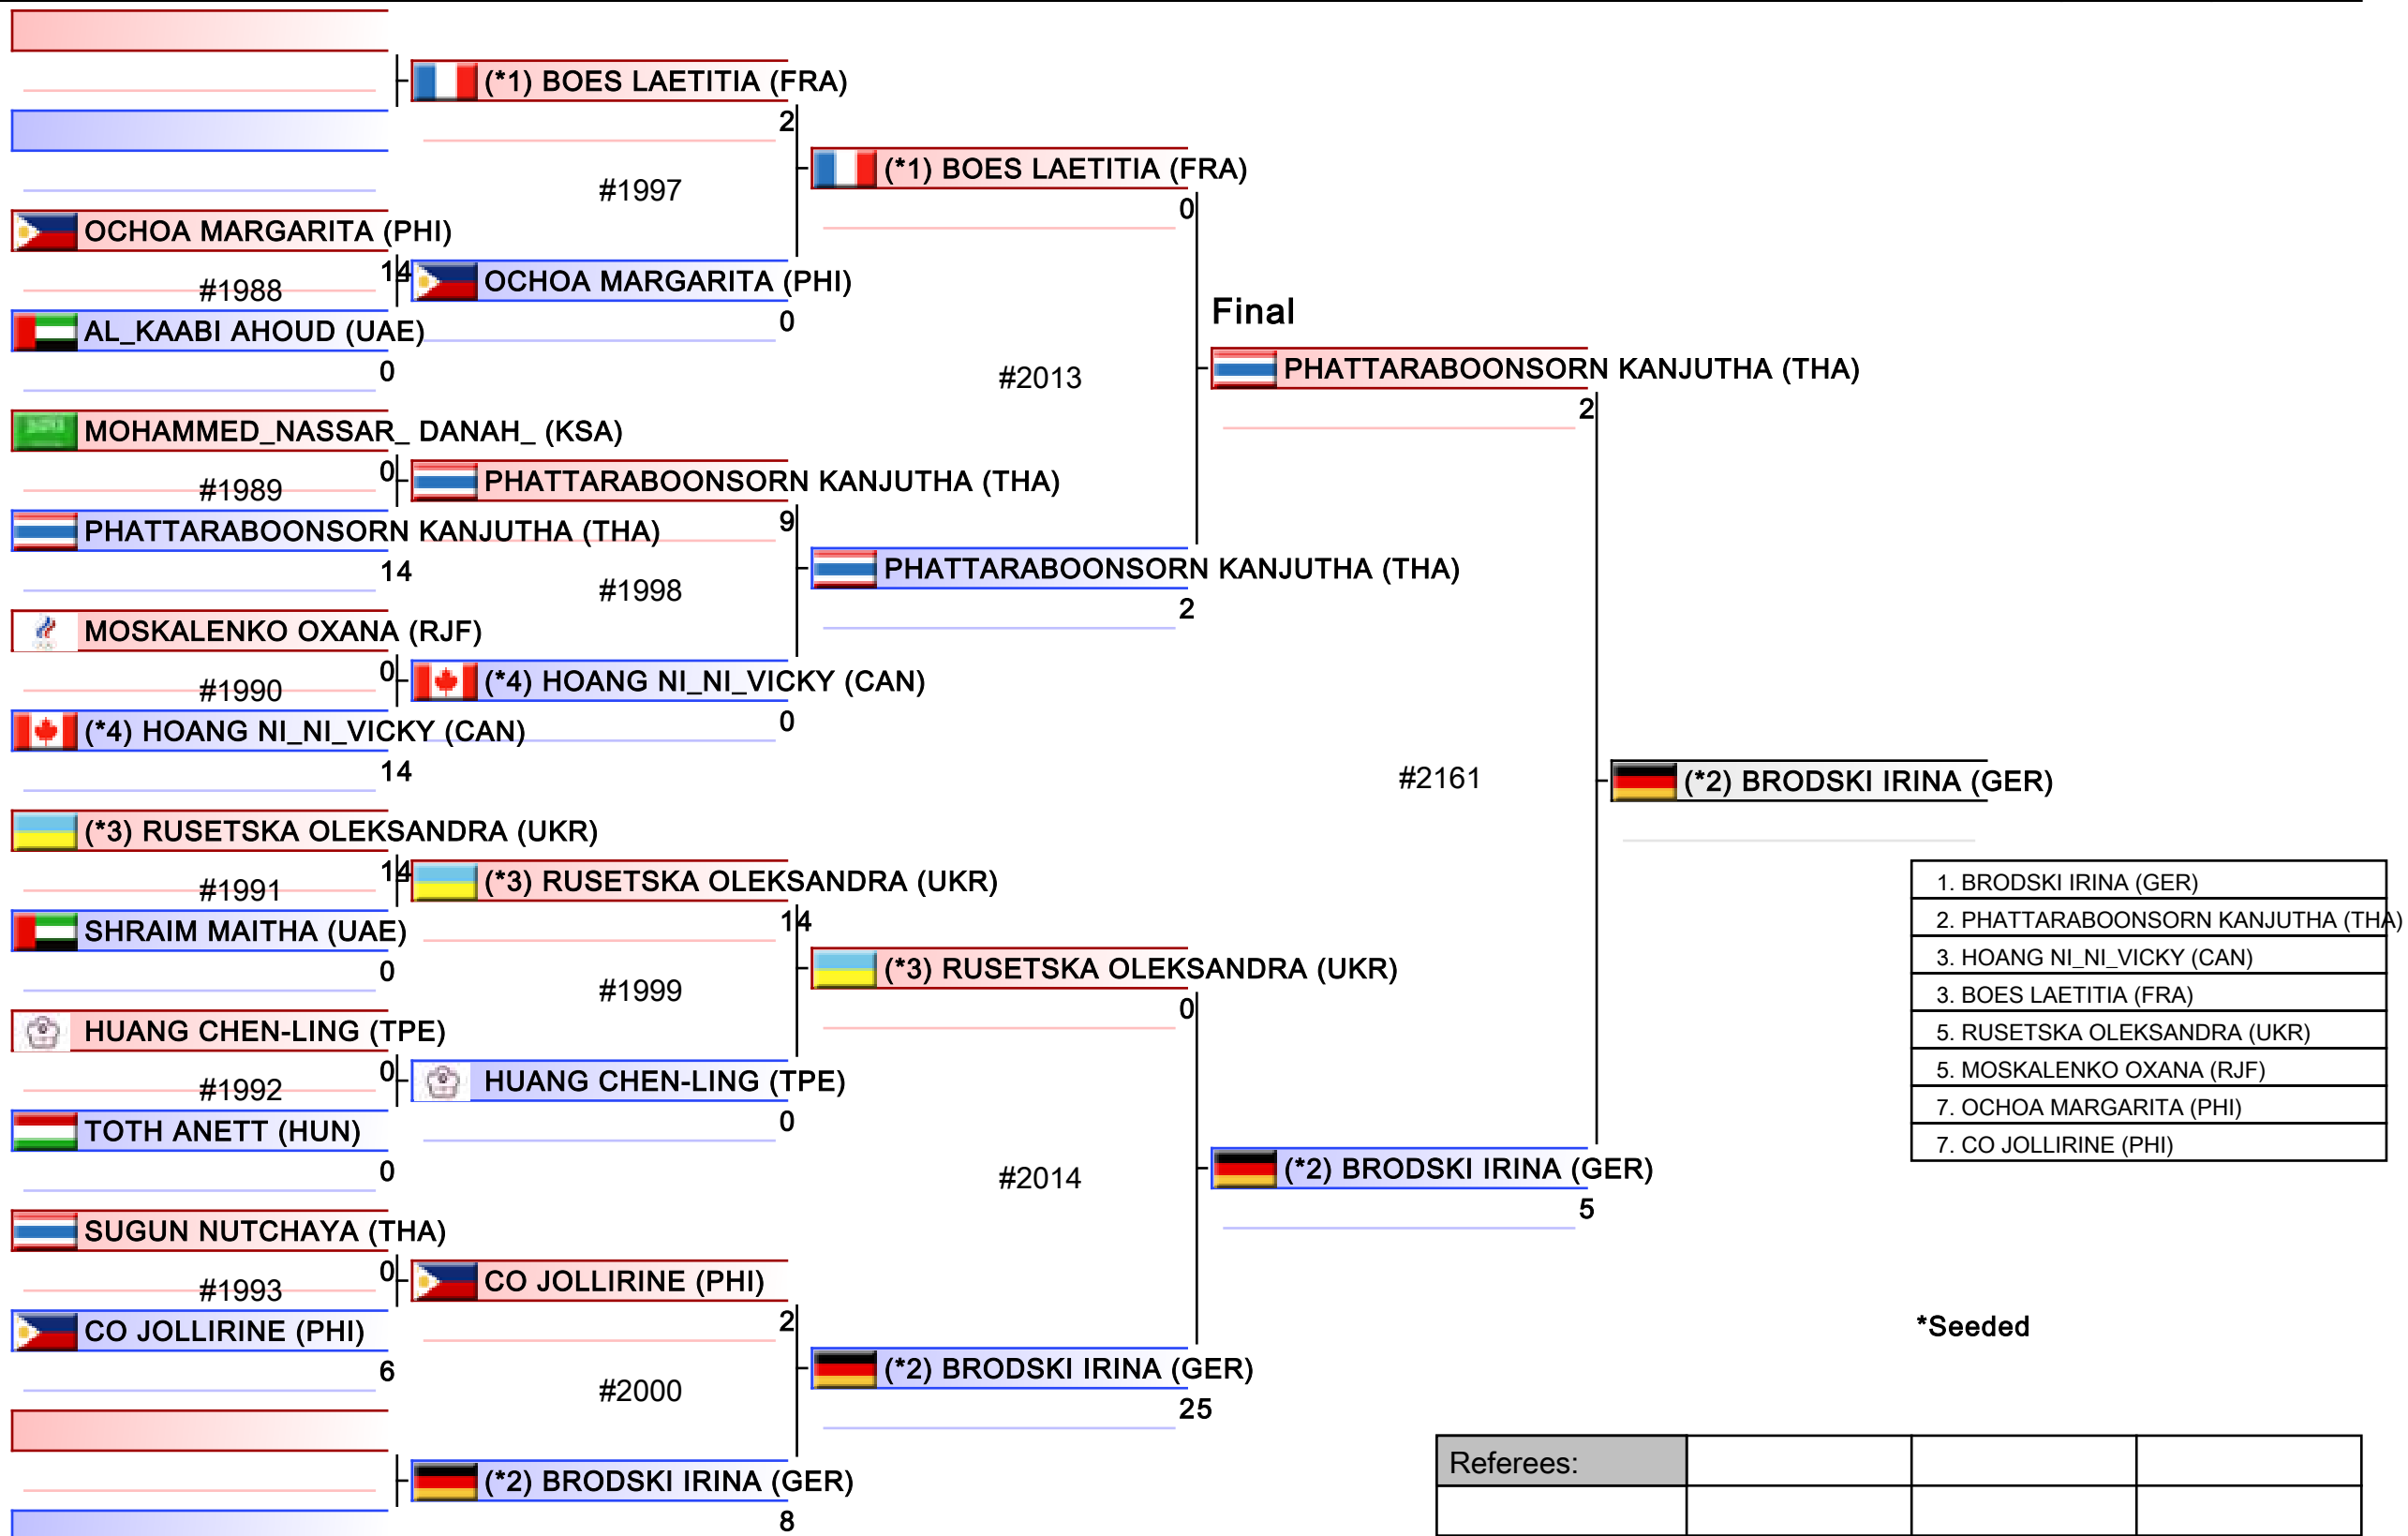 (*1) BOES LAETITIA (FRA)
2
#1997
(*1) BOES LAETITIA (FRA)
0
OCHOA MARGARITA (PHI)
14
#1988
OCHOA MARGARITA (PHI)
0
AL_KAABI AHOUD (UAE)
0
Final
#2013
PHATTARABOONSORN KANJUTHA (THA)
2
MOHAMMED_NASSAR_ DANAH_ (KSA)
0
#1989
PHATTARABOONSORN KANJUTHA (THA)
9
PHATTARABOONSORN KANJUTHA (THA)
14
#1998
PHATTARABOONSORN KANJUTHA (THA)
2
MOSKALENKO OXANA (RJF)
0
#1990
(*4) HOANG NI_NI_VICKY (CAN)
0
(*4) HOANG NI_NI_VICKY (CAN)
14
#2161
(*2) BRODSKI IRINA (GER)
(*3) RUSETSKA OLEKSANDRA (UKR)
14
#1991
(*3) RUSETSKA OLEKSANDRA (UKR)
14
SHRAIM MAITHA (UAE)
0
#1999
(*3) RUSETSKA OLEKSANDRA (UKR)
0
HUANG CHEN-LING (TPE)
0
#1992
HUANG CHEN-LING (TPE)
0
TOTH ANETT (HUN)
0
#2014
(*2) BRODSKI IRINA (GER)
5
SUGUN NUTCHAYA (THA)
0
#1993
CO JOLLIRINE (PHI)
2
CO JOLLIRINE (PHI)
6
#2000
(*2) BRODSKI IRINA (GER)
25
(*2) BRODSKI IRINA (GER)
8
1. BRODSKI IRINA (GER)
2. PHATTARABOONSORN KANJUTHA (THA)
3. HOANG NI_NI_VICKY (CAN)
3. BOES LAETITIA (FRA)
5. RUSETSKA OLEKSANDRA (UKR)
5. MOSKALENKO OXANA (RJF)
7. OCHOA MARGARITA (PHI)
7. CO JOLLIRINE (PHI)
*Seeded
Referees: